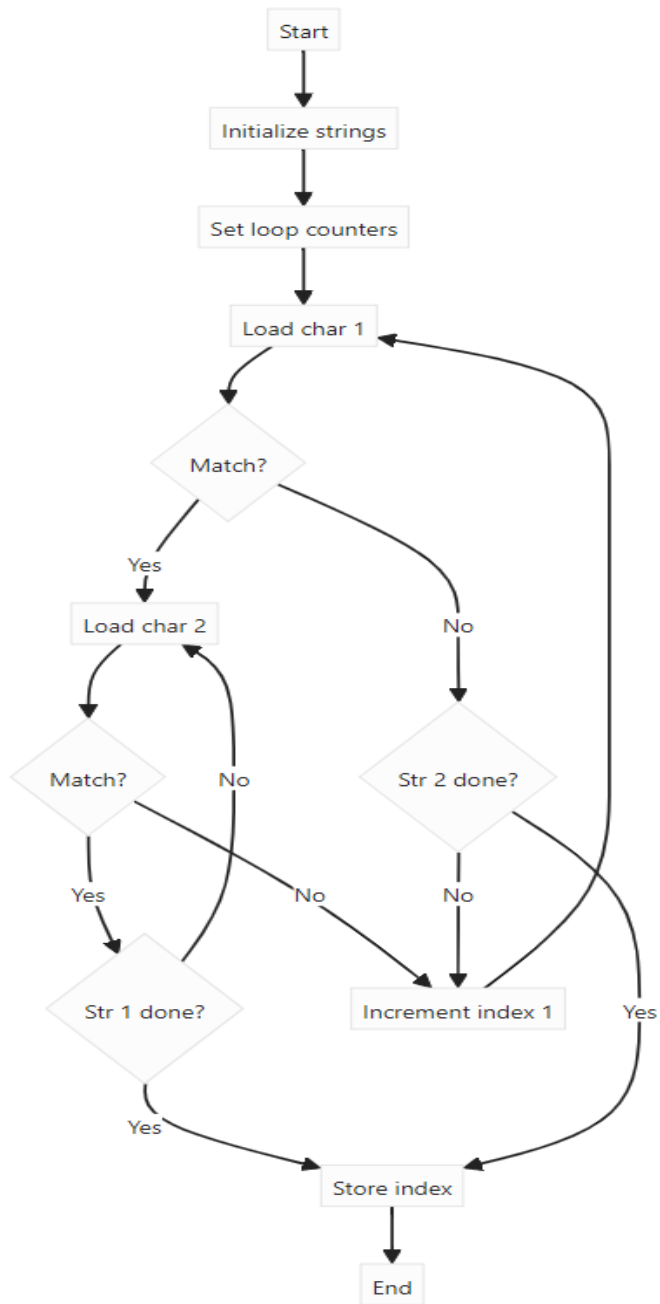 Start
Initialize strings
Set loop counters
Load char 1
Match?
Yes
Load char 2
No
Match?
No
Str 2 done?
Yes
No
No
Str 1 done?
Increment index 1
Yes
Yes
Store index
End